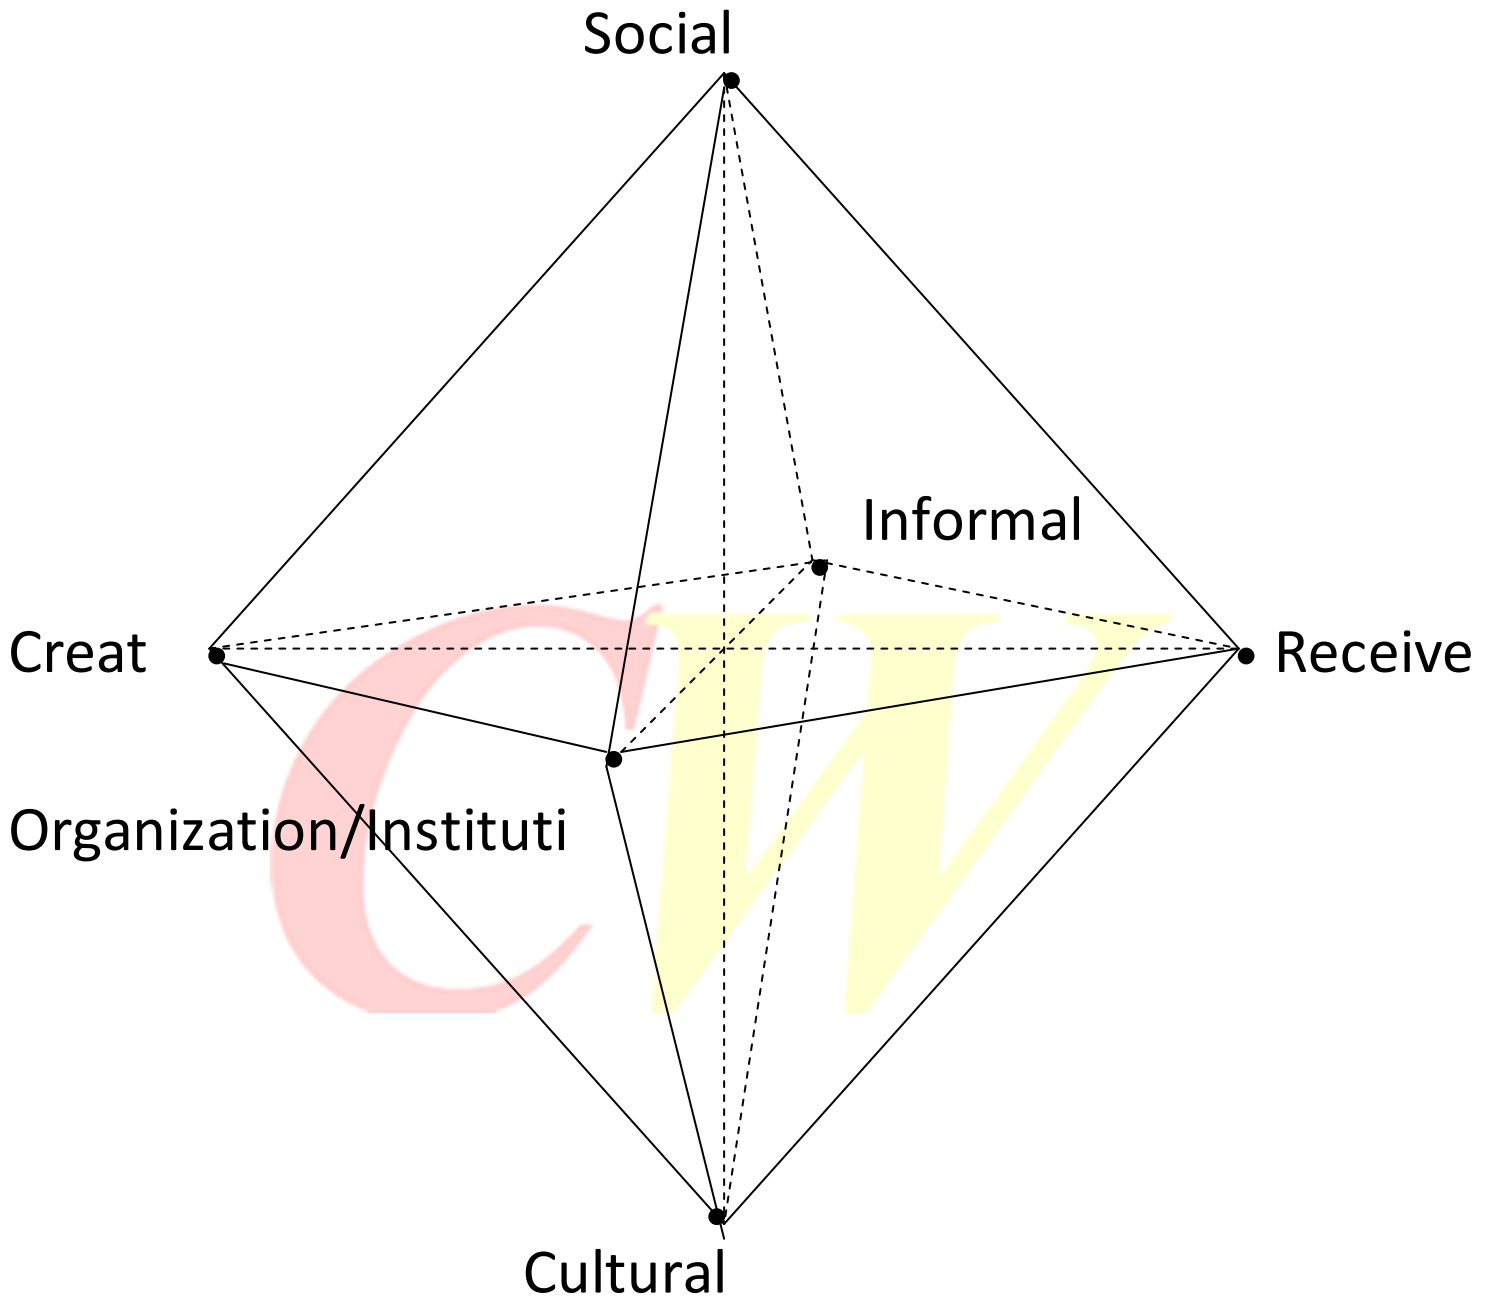 Social
Informal
Creat
Receive
Organization/Instituti
CW
Cultural